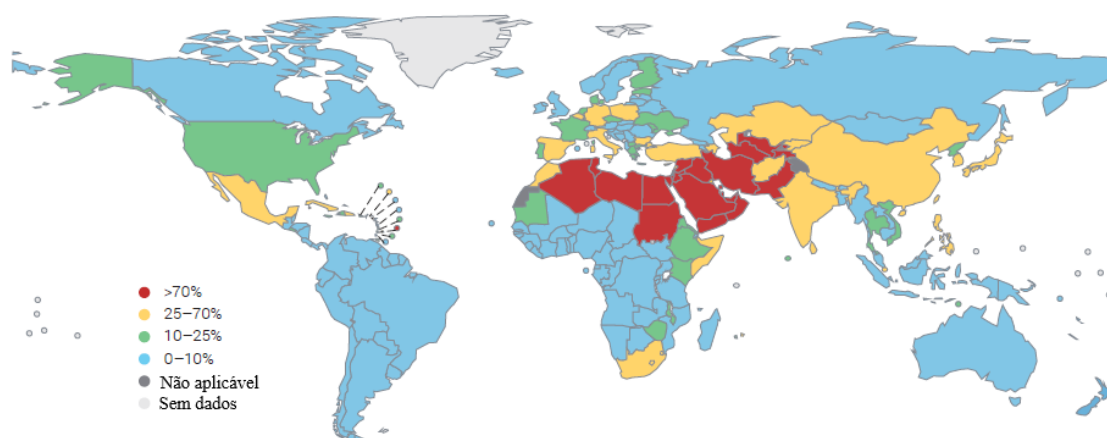 >70%
25–70%
10–25%
0–10%
Não aplicável
Sem dados